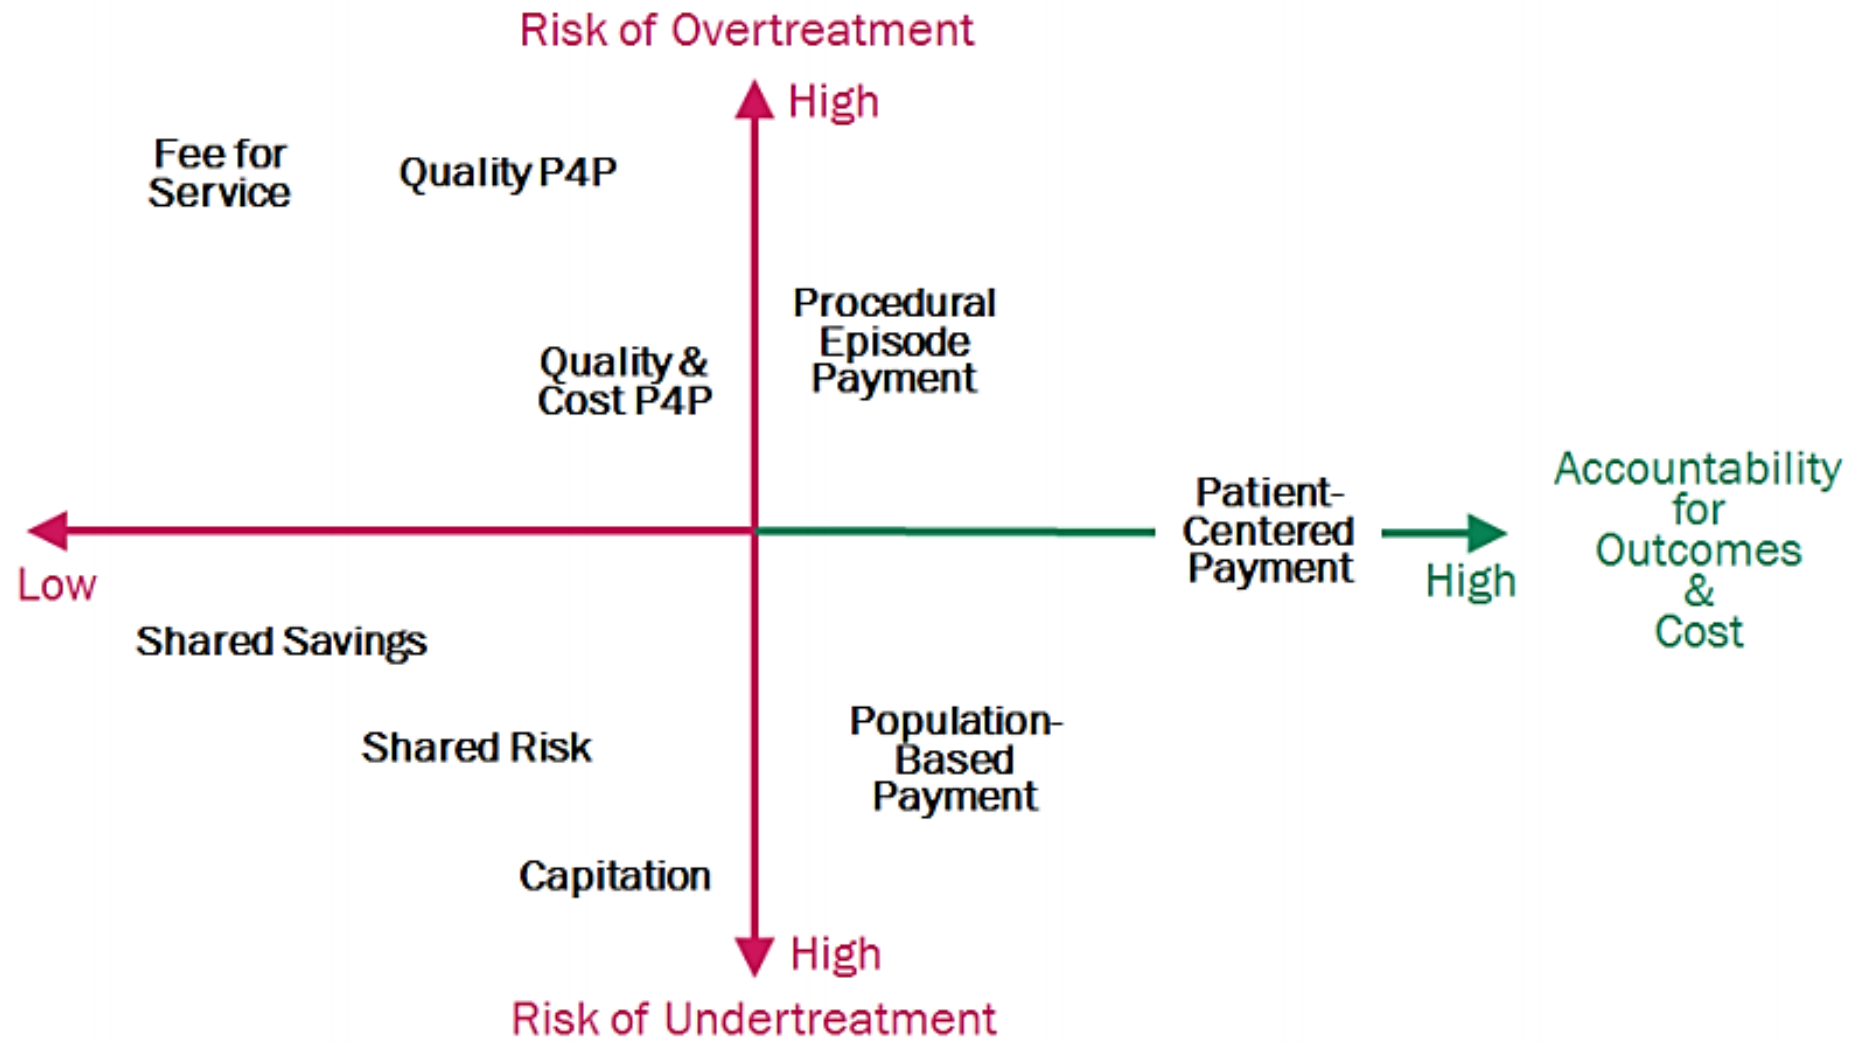 Risk of Overtreatment
High
Fee for
Service
Quality P4P
Procedural
Episode
Payment
Quality &
Cost P4P
Patient-
Centered
Payment
Accountability
for
Outcomes
&
Cost
Low
High
Shared Savings
Shared Risk
Population-
Based
Payment
Capitation
High
Risk of Undertreatment